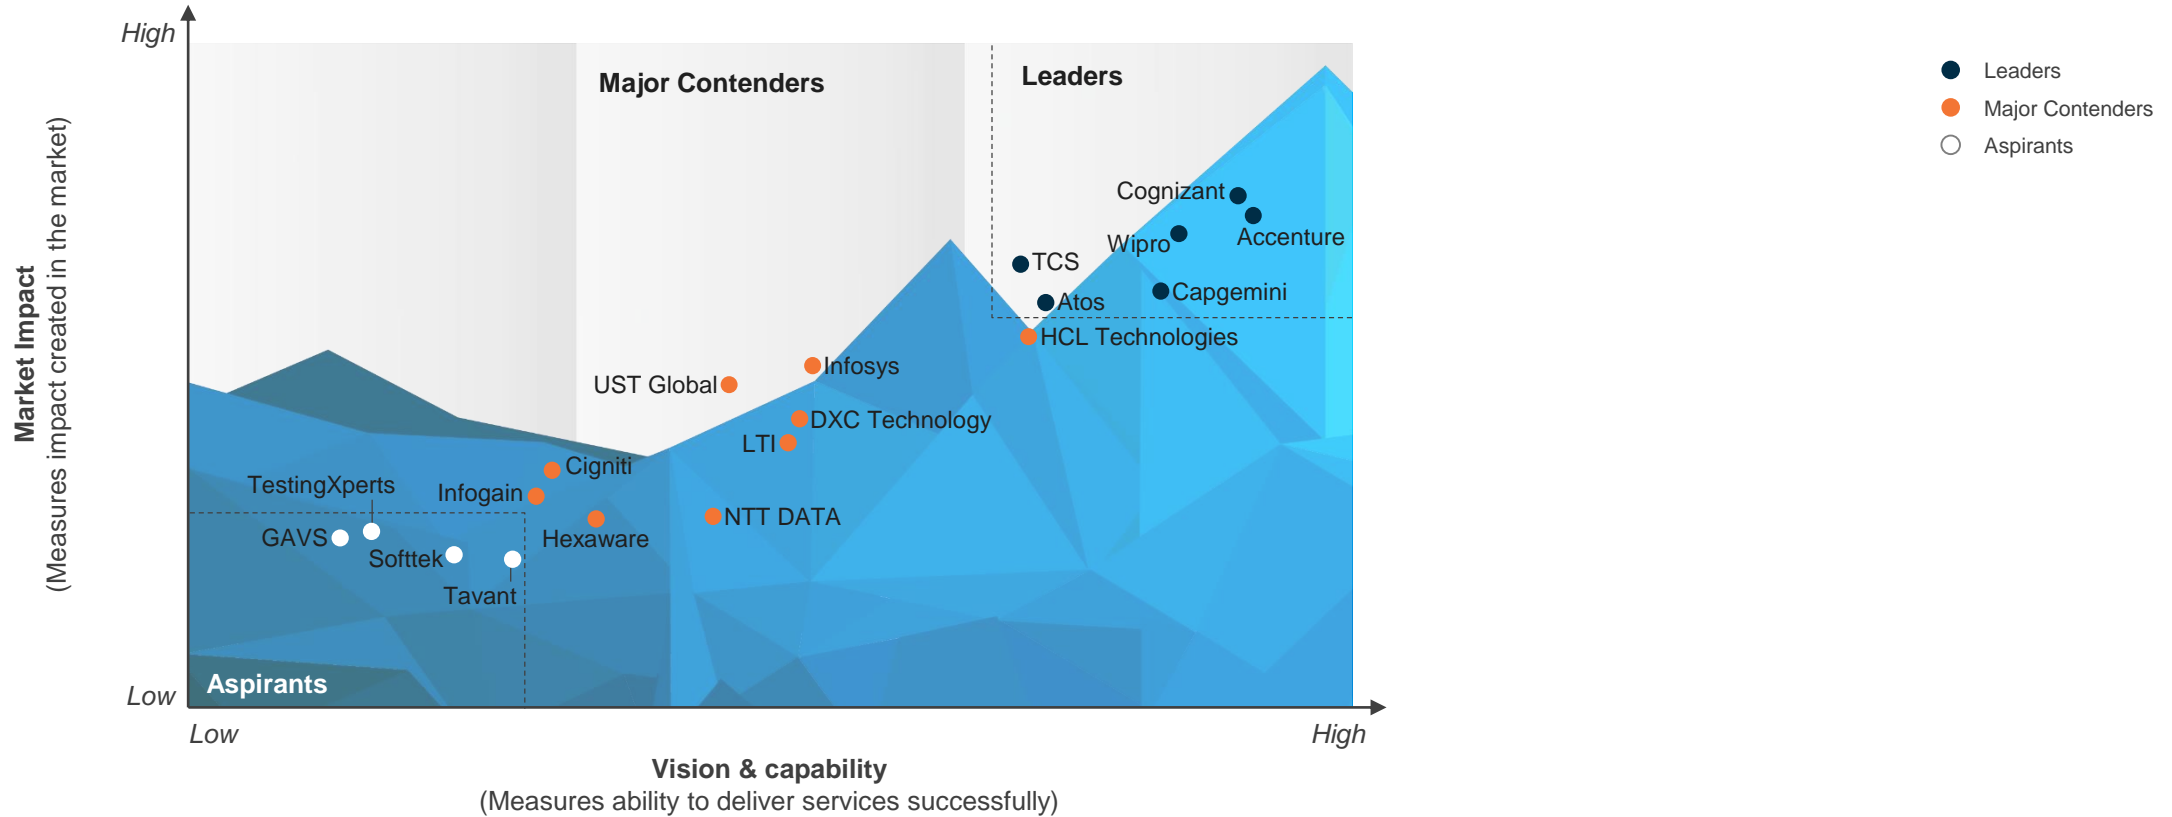 High
Market Impact
(Measures impact created in the market)
Low
Major Contenders
Leaders
Cognizant
Accenture
Wipro
TCS
Capgemini
Atos
HCL Technologies
Infosys
UST Global
DXC Technology
LTI
Cigniti
TestingXperts
Infogain
NTT DATA
GAVS
Hexaware
Softtek
Tavant
Aspirants
Low
High
Vision & capability
(Measures ability to deliver services successfully)
Leaders
Major Contenders
Aspirants